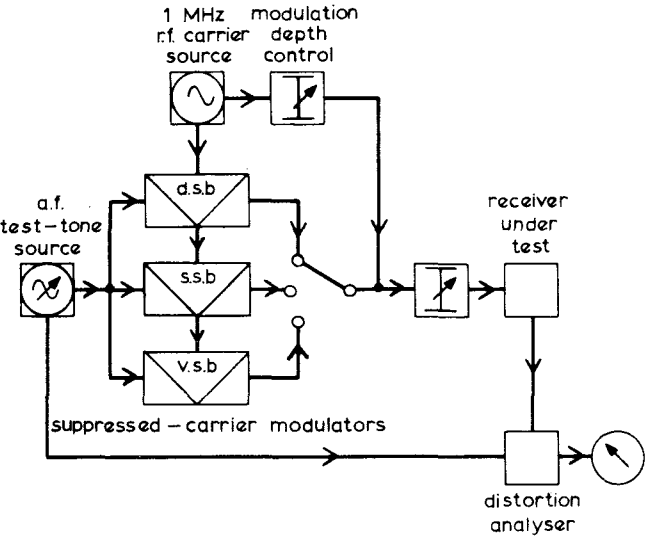 1 MHz
r.f. carrier
source
modulation
depth
control
d.s.b
a.f.
test-tone
source
s.s.b
receiver
under
test
v.s.b
suppressed-carrier modulators
distortion
analyser